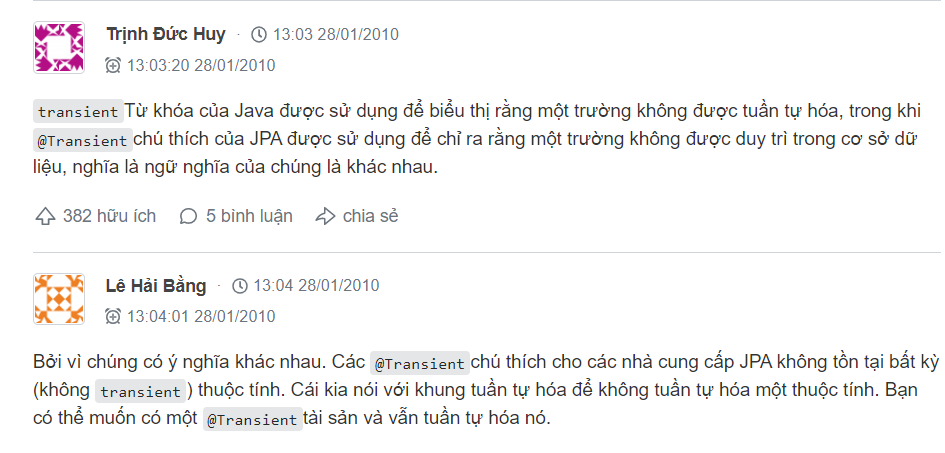 Trịnh Đức Huy · 13:03 28/01/2010
13:03:20 28/01/2010
transient Từ khóa của Java được sử dụng để biểu thị rằng một trường không được tuần tự hóa, trong khi
@Transient chú thích của JPA được sử dụng để chỉ ra rằng một trường không được duy trì trong cơ sở dữ
liệu, nghĩa là ngữ nghĩa của chúng là khác nhau.
382 hữu ích 5 bình luận chia sẻ
Lê Hải Bằng · 13:04 28/01/2010
13:04:01 28/01/2010
Bởi vì chúng có ý nghĩa khác nhau. Các @Transient chú thích cho các nhà cung cấp JPA không tồn tại bất kỳ
(không transient ) thuộc tính. Cái kia nói với khung tuần tự hóa để không tuần tự hóa một thuộc tính. Bạn
có thể muốn có một @Transient tài sản và vẫn tuần tự hóa nó.